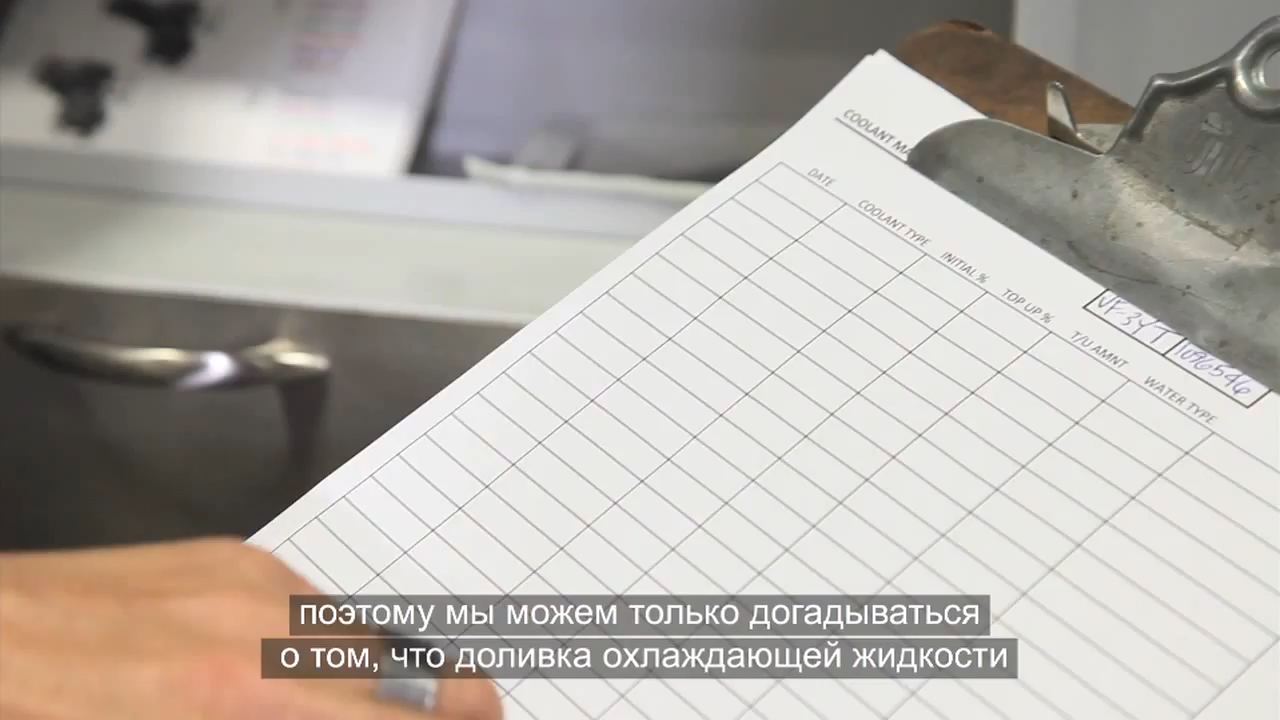 COOLANT
DATE
COOLANT TYPE
INITIAL %
TOP UP %
T/U AMNT
WATER TYPE
VF-3YT
1096546
поэтому мы можем только догадываться
о том, что доливка охлаждающей жидкости